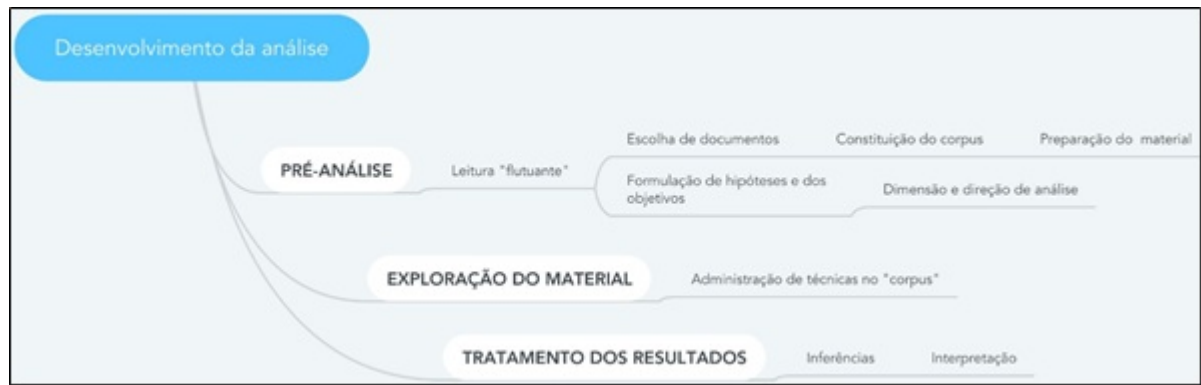 Desenvolvimento da análise
Escolha de documentos
Constituição do corpus
Preparação do material
PRÉ-ANÁLISE
Leitura "flutuante"
Formulação de hipóteses e dos
objetivos
Dimensão e direção de análise
EXPLORAÇÃO DO MATERIAL
Administração de técnicas no "corpus"
TRATAMENTO DOS RESULTADOS
Inferências
Interpretação